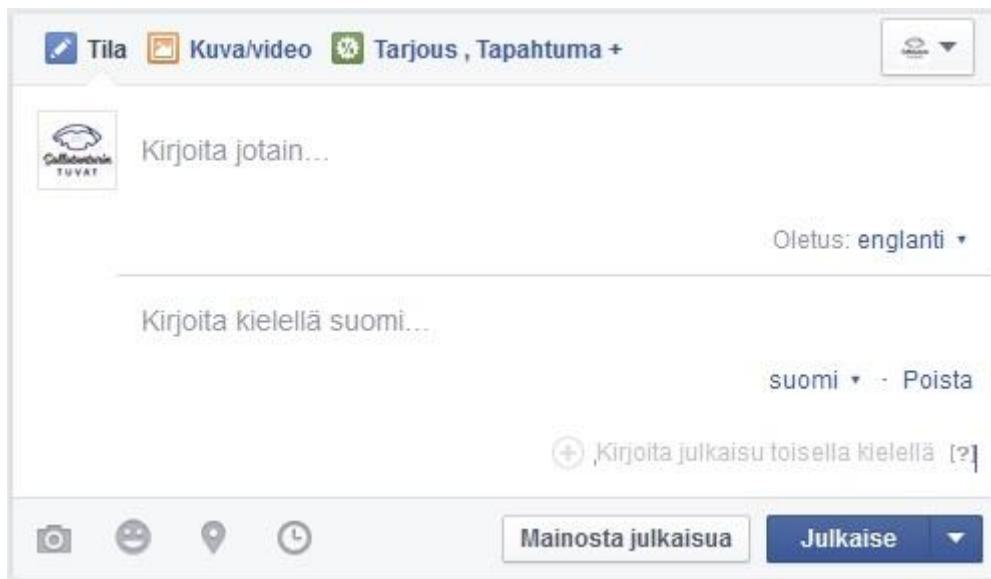 Tila Kuva/video Tarjous , Tapahtuma +
Kirjoita jotain...
TUVAT
Oletus: englanti
Kirjoita kielellä suomi...
suomi · Poista
Kirjoita julkaisu toisella kielellä [?]
Mainosta julkaisua Julkaise